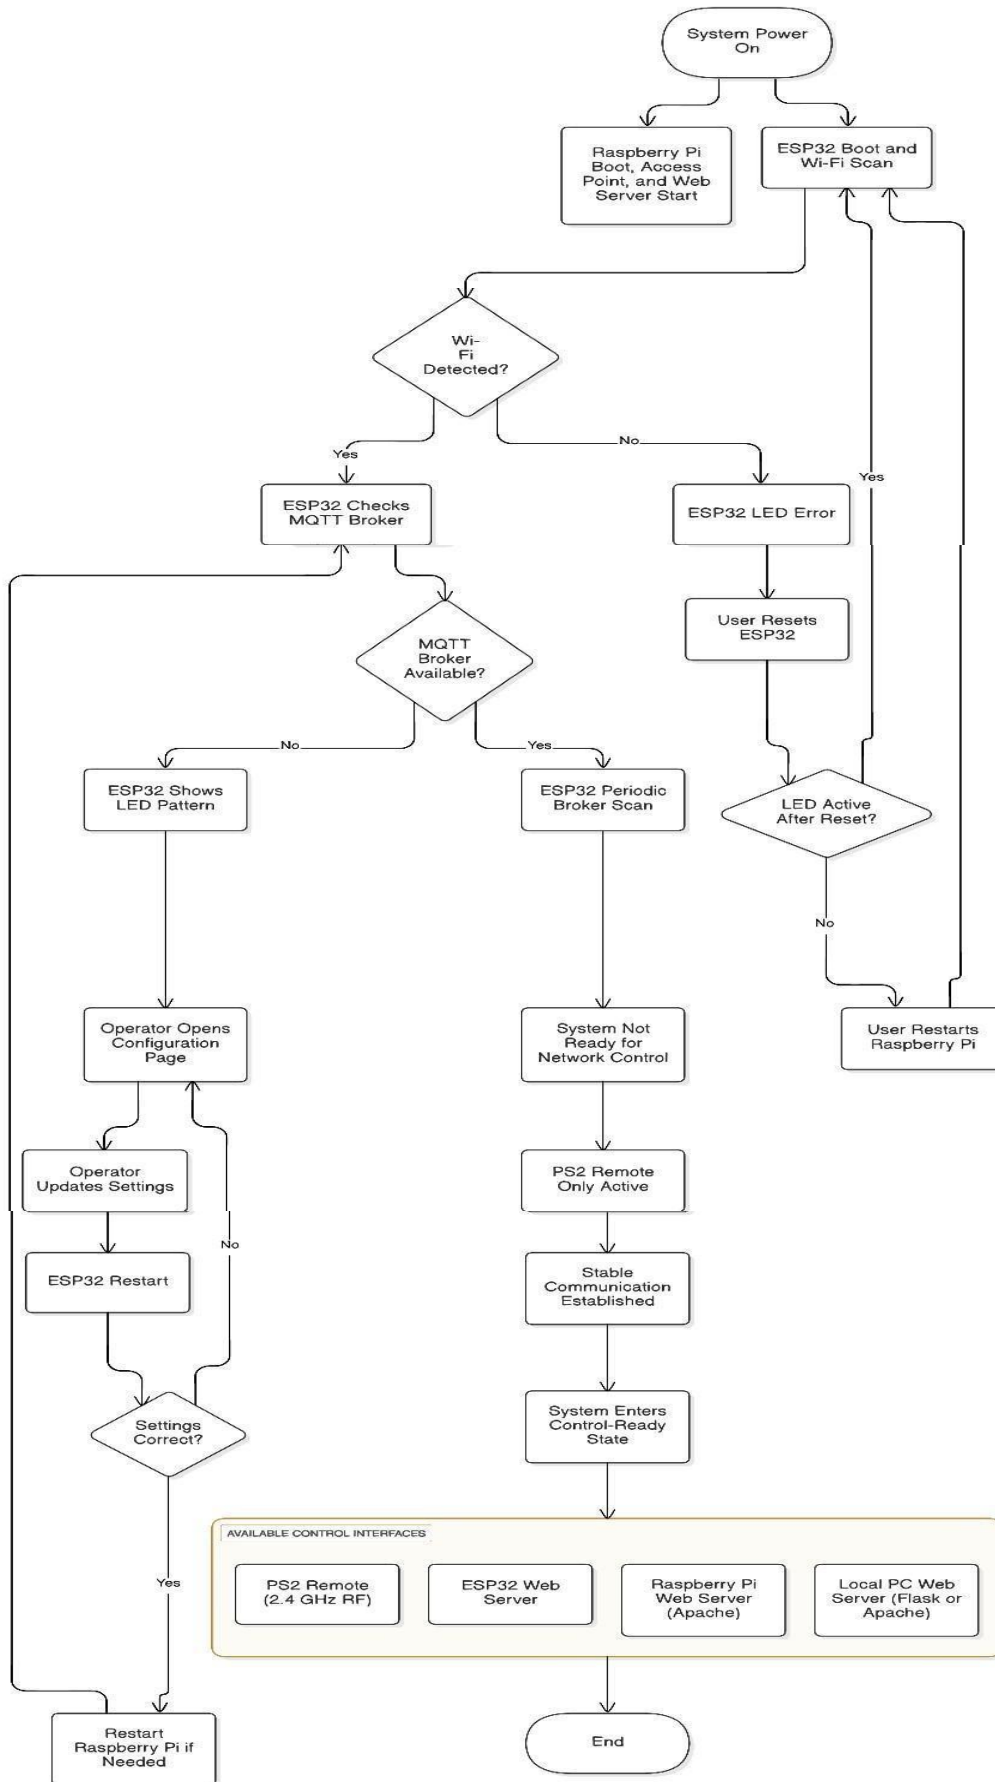 System Power
On
Raspberry Pi
Boot, Access
Point, and Web
Server Start
ESP32 Boot and
Wi-Fi Scan
Wi-
Fi
Detected?
Yes
No
Yes
ESP32 Checks
MQTT Broker
ESP32 LED Error
User Resets
ESP32
MQTT
Broker
Available?
No
Yes
ESP32 Shows
LED Pattern
ESP32 Periodic
Broker Scan
LED Active
After Reset?
No
Operator Opens
Configuration
Page
System Not
Ready for
Network Control
User Restarts
Raspberry Pi
Operator
Updates Settings
PS2 Remote
Only Active
No
ESP32 Restart
Stable
Communication
Established
Settings
Correct?
System Enters
Control-Ready
State
AVAILABLE CONTROL INTERFACES
PS2 Remote
(2.4 GHz RF)
ESP32 Web
Server
Raspberry Pi
Web Server
(Apache)
Local PC Web
Server (Flask or
Apache)
Yes
Restart
Raspberry Pi if
Needed
End